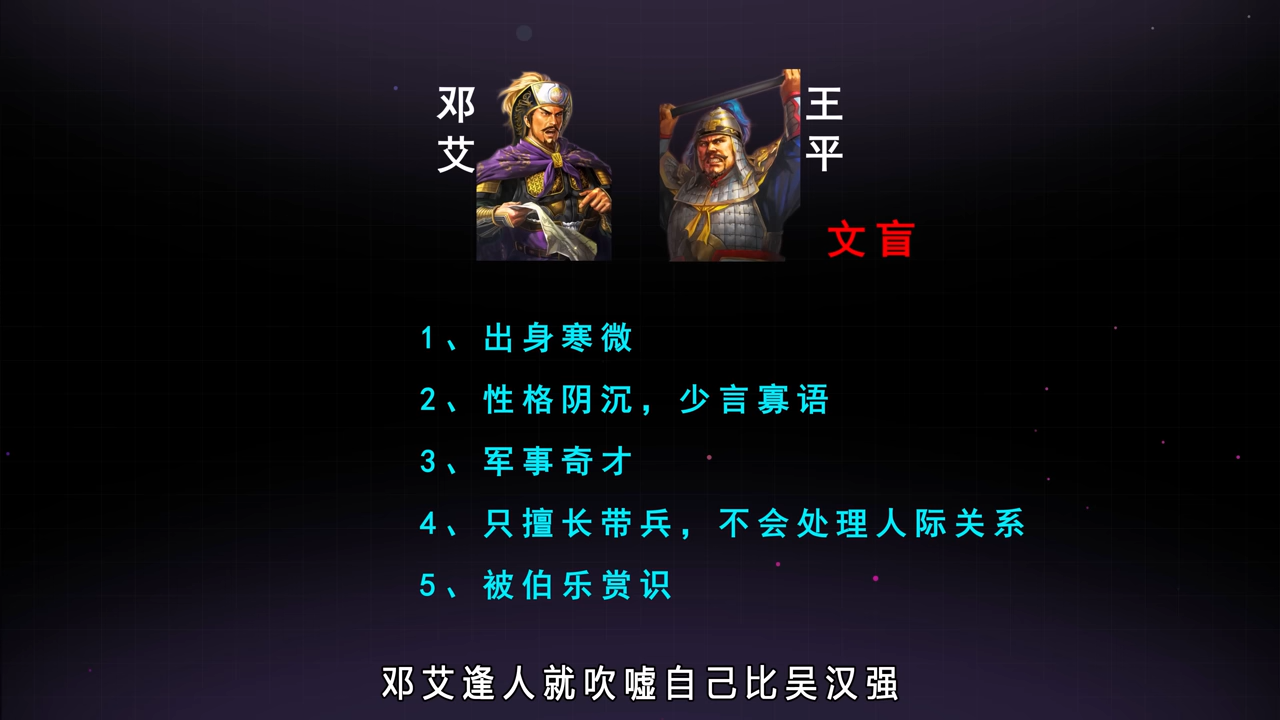 邓艾
王平
文盲
1、出身寒微
2、性格阴沉，少言寡语
3、军事奇才
4、只擅长带兵，不会处理人际关系
5、被伯乐赏识
邓艾逢人就吹嘘自己比吴汉强